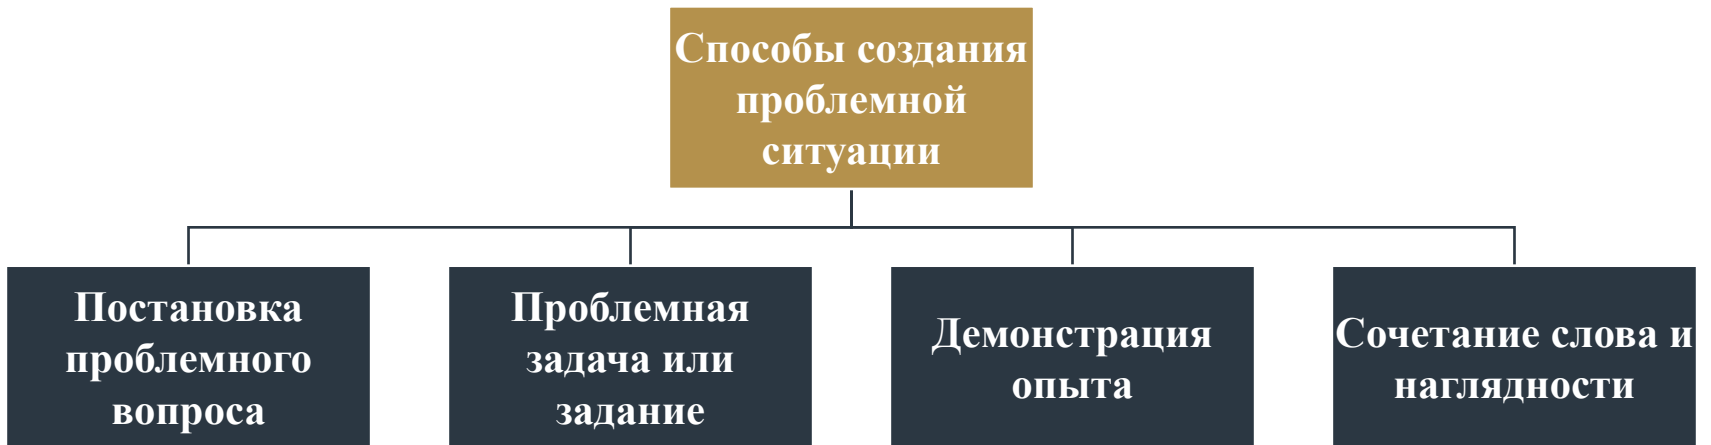 Способы создания
проблемной
ситуации
Постановка
проблемного
вопроса
Проблемная
задача или
задание
Демонстрация
опыта
Сочетание слова и
наглядности